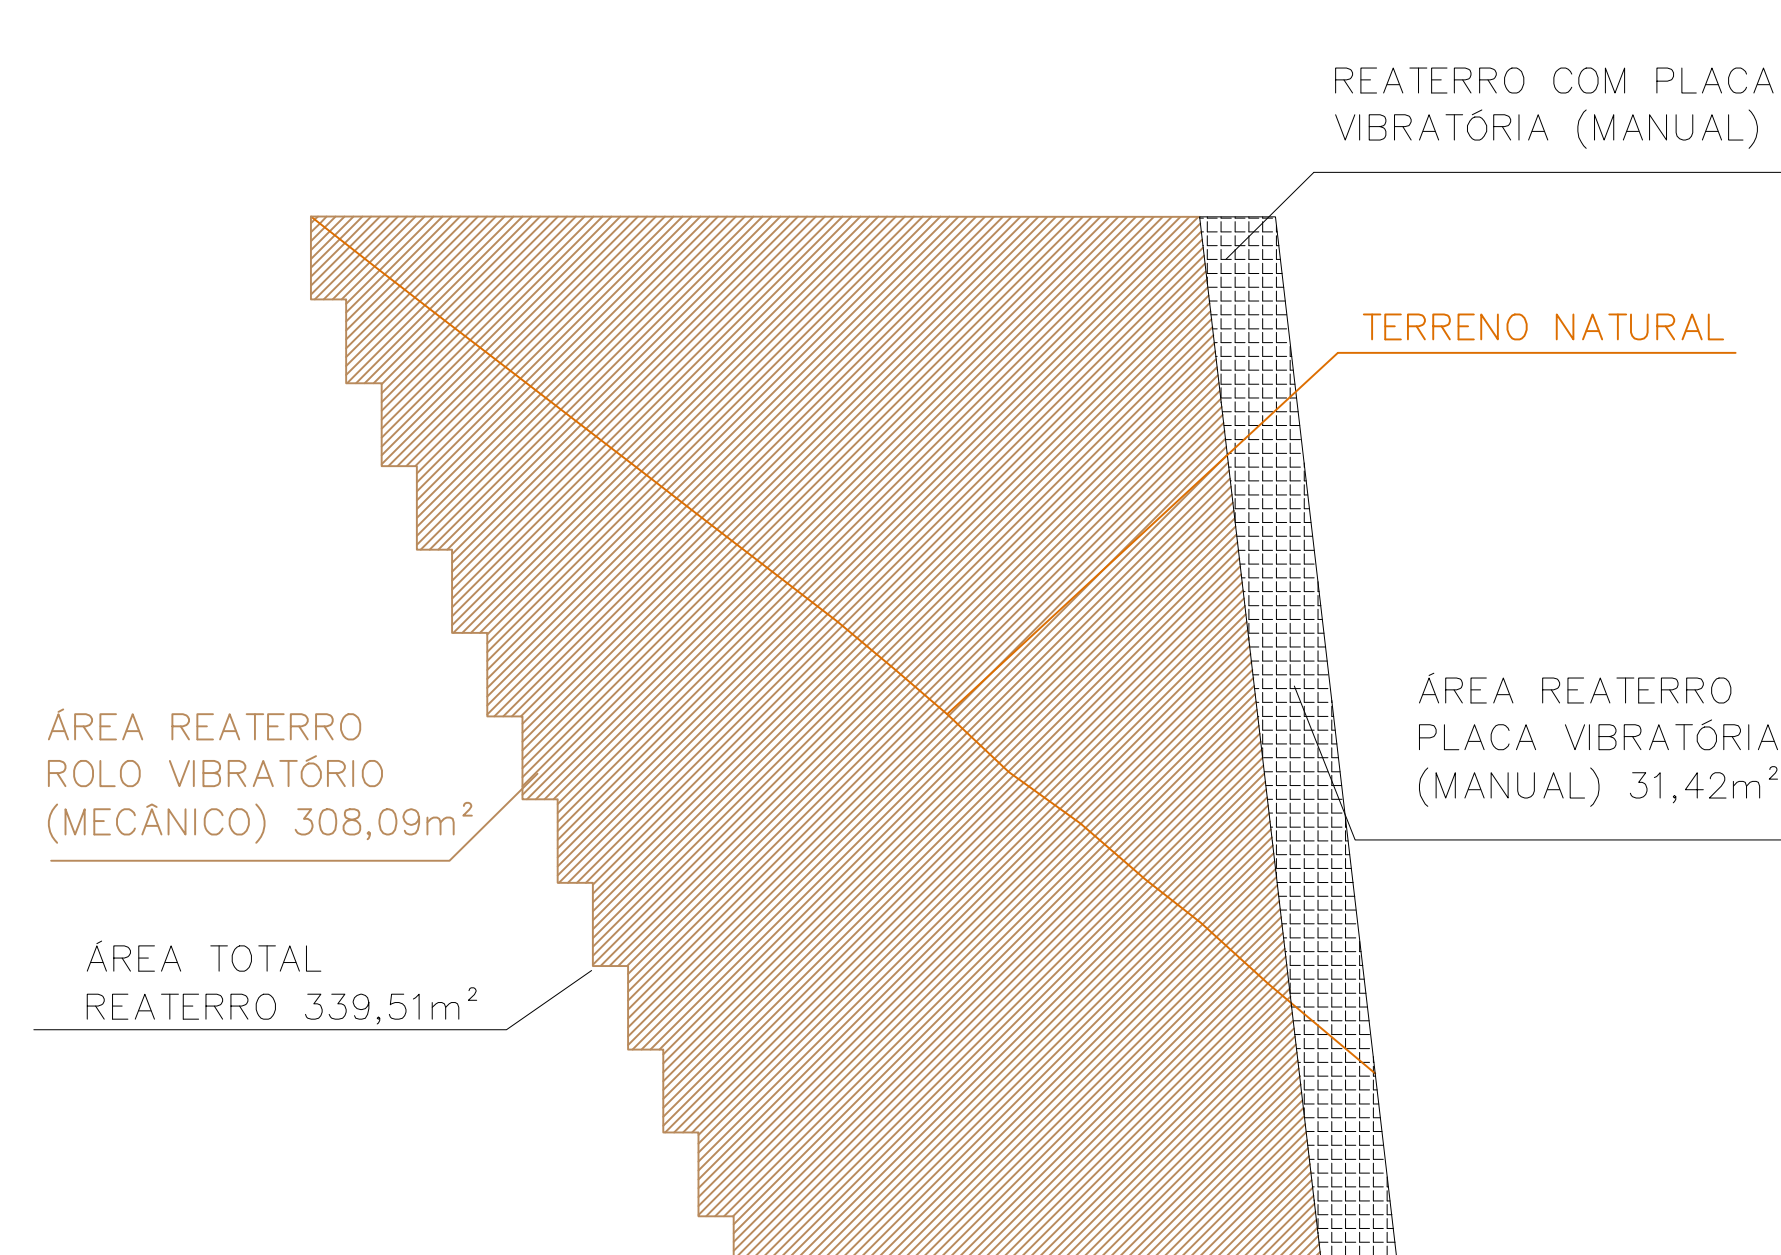 REATERRO COM PLACA
VIBRATÓRIA (MANUAL)
TERRENO NATURAL
ÁREA REATERRO
PLACA VIBRATÓRIA
(MANUAL) 31,42m²
ÁREA REATERRO
ROLO VIBRATÓRIO
(MECÂNICO) 308,09m²
ÁREA TOTAL
REATERRO 339,51m²